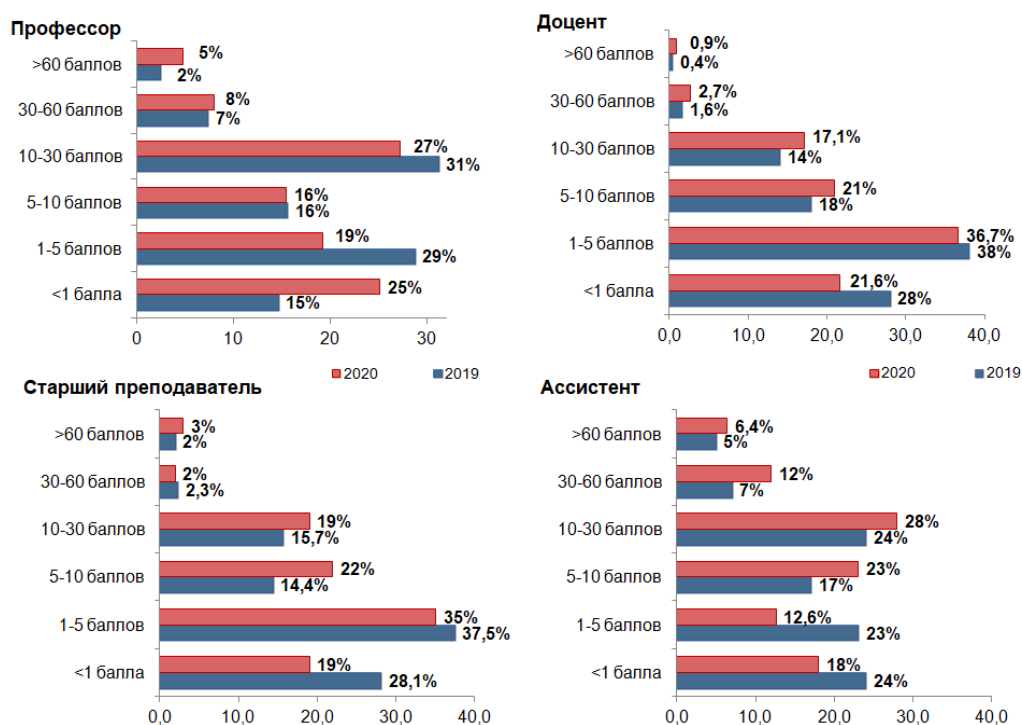 Профессор
>60 баллов
5%
2%
30-60 баллов
8%
7%
10-30 баллов
27%
31%
5-10 баллов
16%
16%
1-5 баллов
19%
29%
<1 балла
25%
15%
0 10 20 30
Доцент
>60 баллов
0,9%
0,4%
30-60 баллов
2,7%
1,6%
10-30 баллов
17,1%
14%
5-10 баллов
21%
18%
1-5 баллов
36,7%
38%
<1 балла
21,6%
28%
0,0 10,0 20,0 30,0 40,0
2020 2019
2020 2019
Старший преподаватель
>60 баллов
3%
2%
30-60 баллов
2%
2,3%
10-30 баллов
19%
15,7%
5-10 баллов
22%
14,4%
1-5 баллов
35%
37,5%
<1 балла
19%
28,1%
0,0 10,0 20,0 30,0 40,0
Ассистент
>60 баллов
6,4%
5%
30-60 баллов
12%
7%
10-30 баллов
28%
24%
5-10 баллов
23%
17%
1-5 баллов
12,6%
23%
<1 балла
18%
24%
0,0 10,0 20,0 30,0 40,0